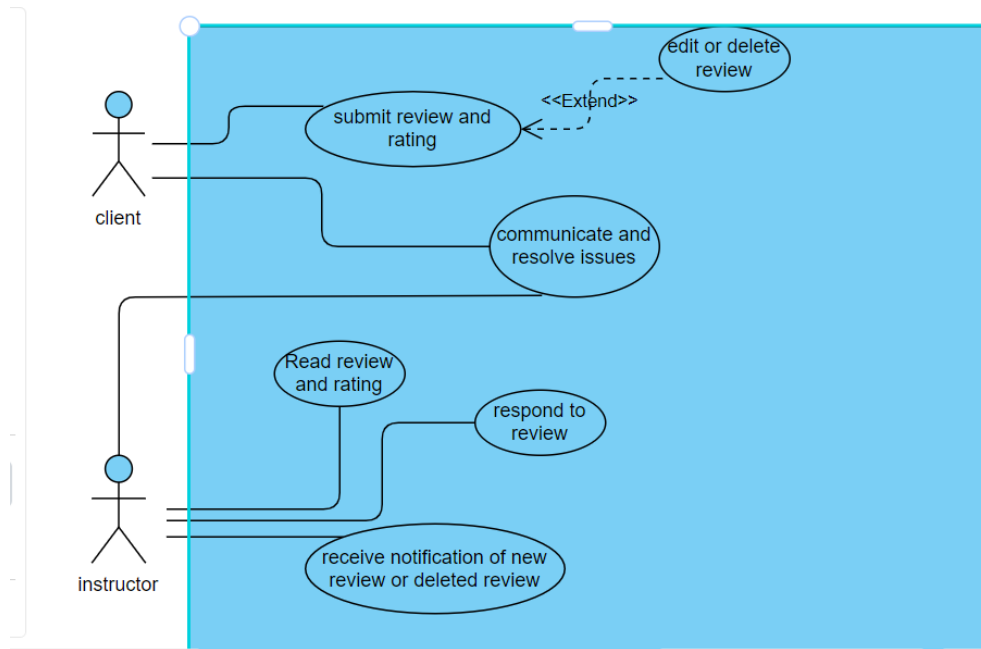 edit or delete
review
<<Extend>>
submit review and
rating
client
communicate and
resolve issues
Read review
and rating
respond to
review
receive notification of new
review or deleted review
instructor